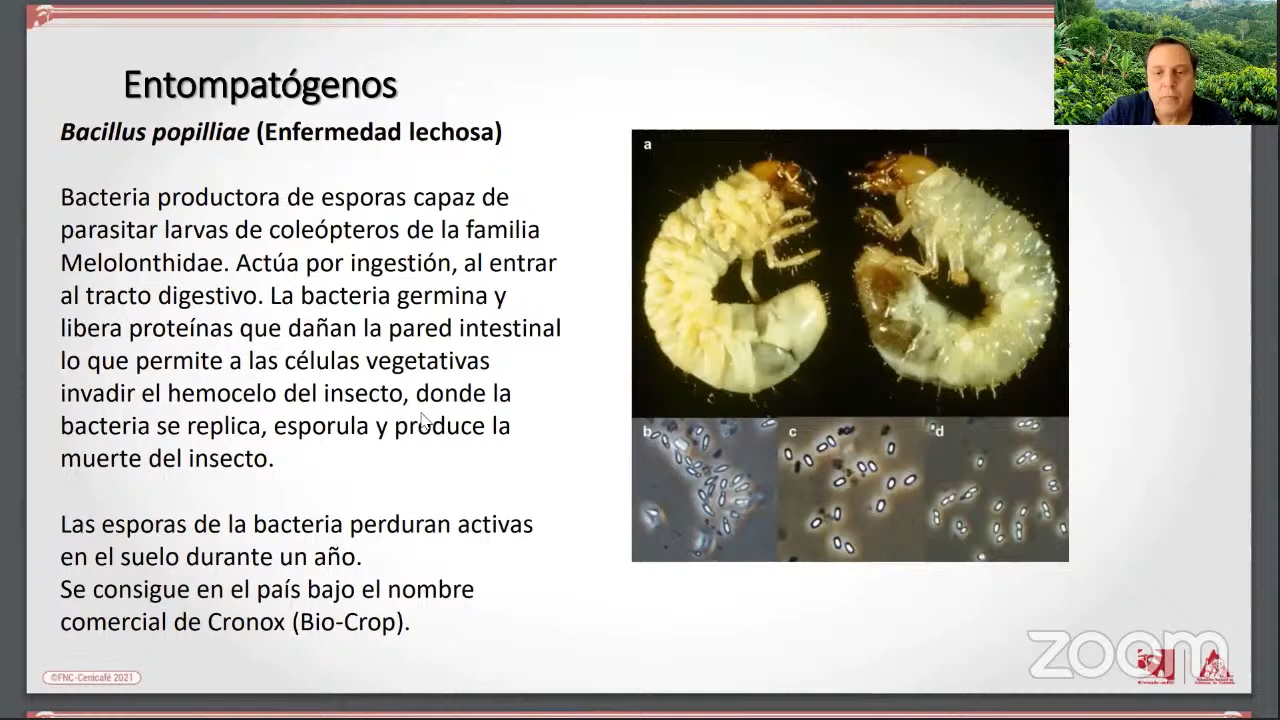 Entompatógenos
Bacillus popilliae (Enfermedad lechosa)
Bacteria productora de esporas capaz de
parasitar larvas de coleópteros de la familia
Melolonthidae. Actúa por ingestión, al entrar
al tracto digestivo. La bacteria germina y
libera proteínas que dañan la pared intestinal
lo que permite a las células vegetativas
invadir el hemocelo del insecto, donde la
bacteria se replica, esporula y produce la
muerte del insecto.
Las esporas de la bacteria perduran activas
en el suelo durante un año.
Se consigue en el país bajo el nombre
comercial de Cronox (Bio-Crop).
a
b
c
d
©FNC-Cenicafé 2021
zoom
Cenicafé